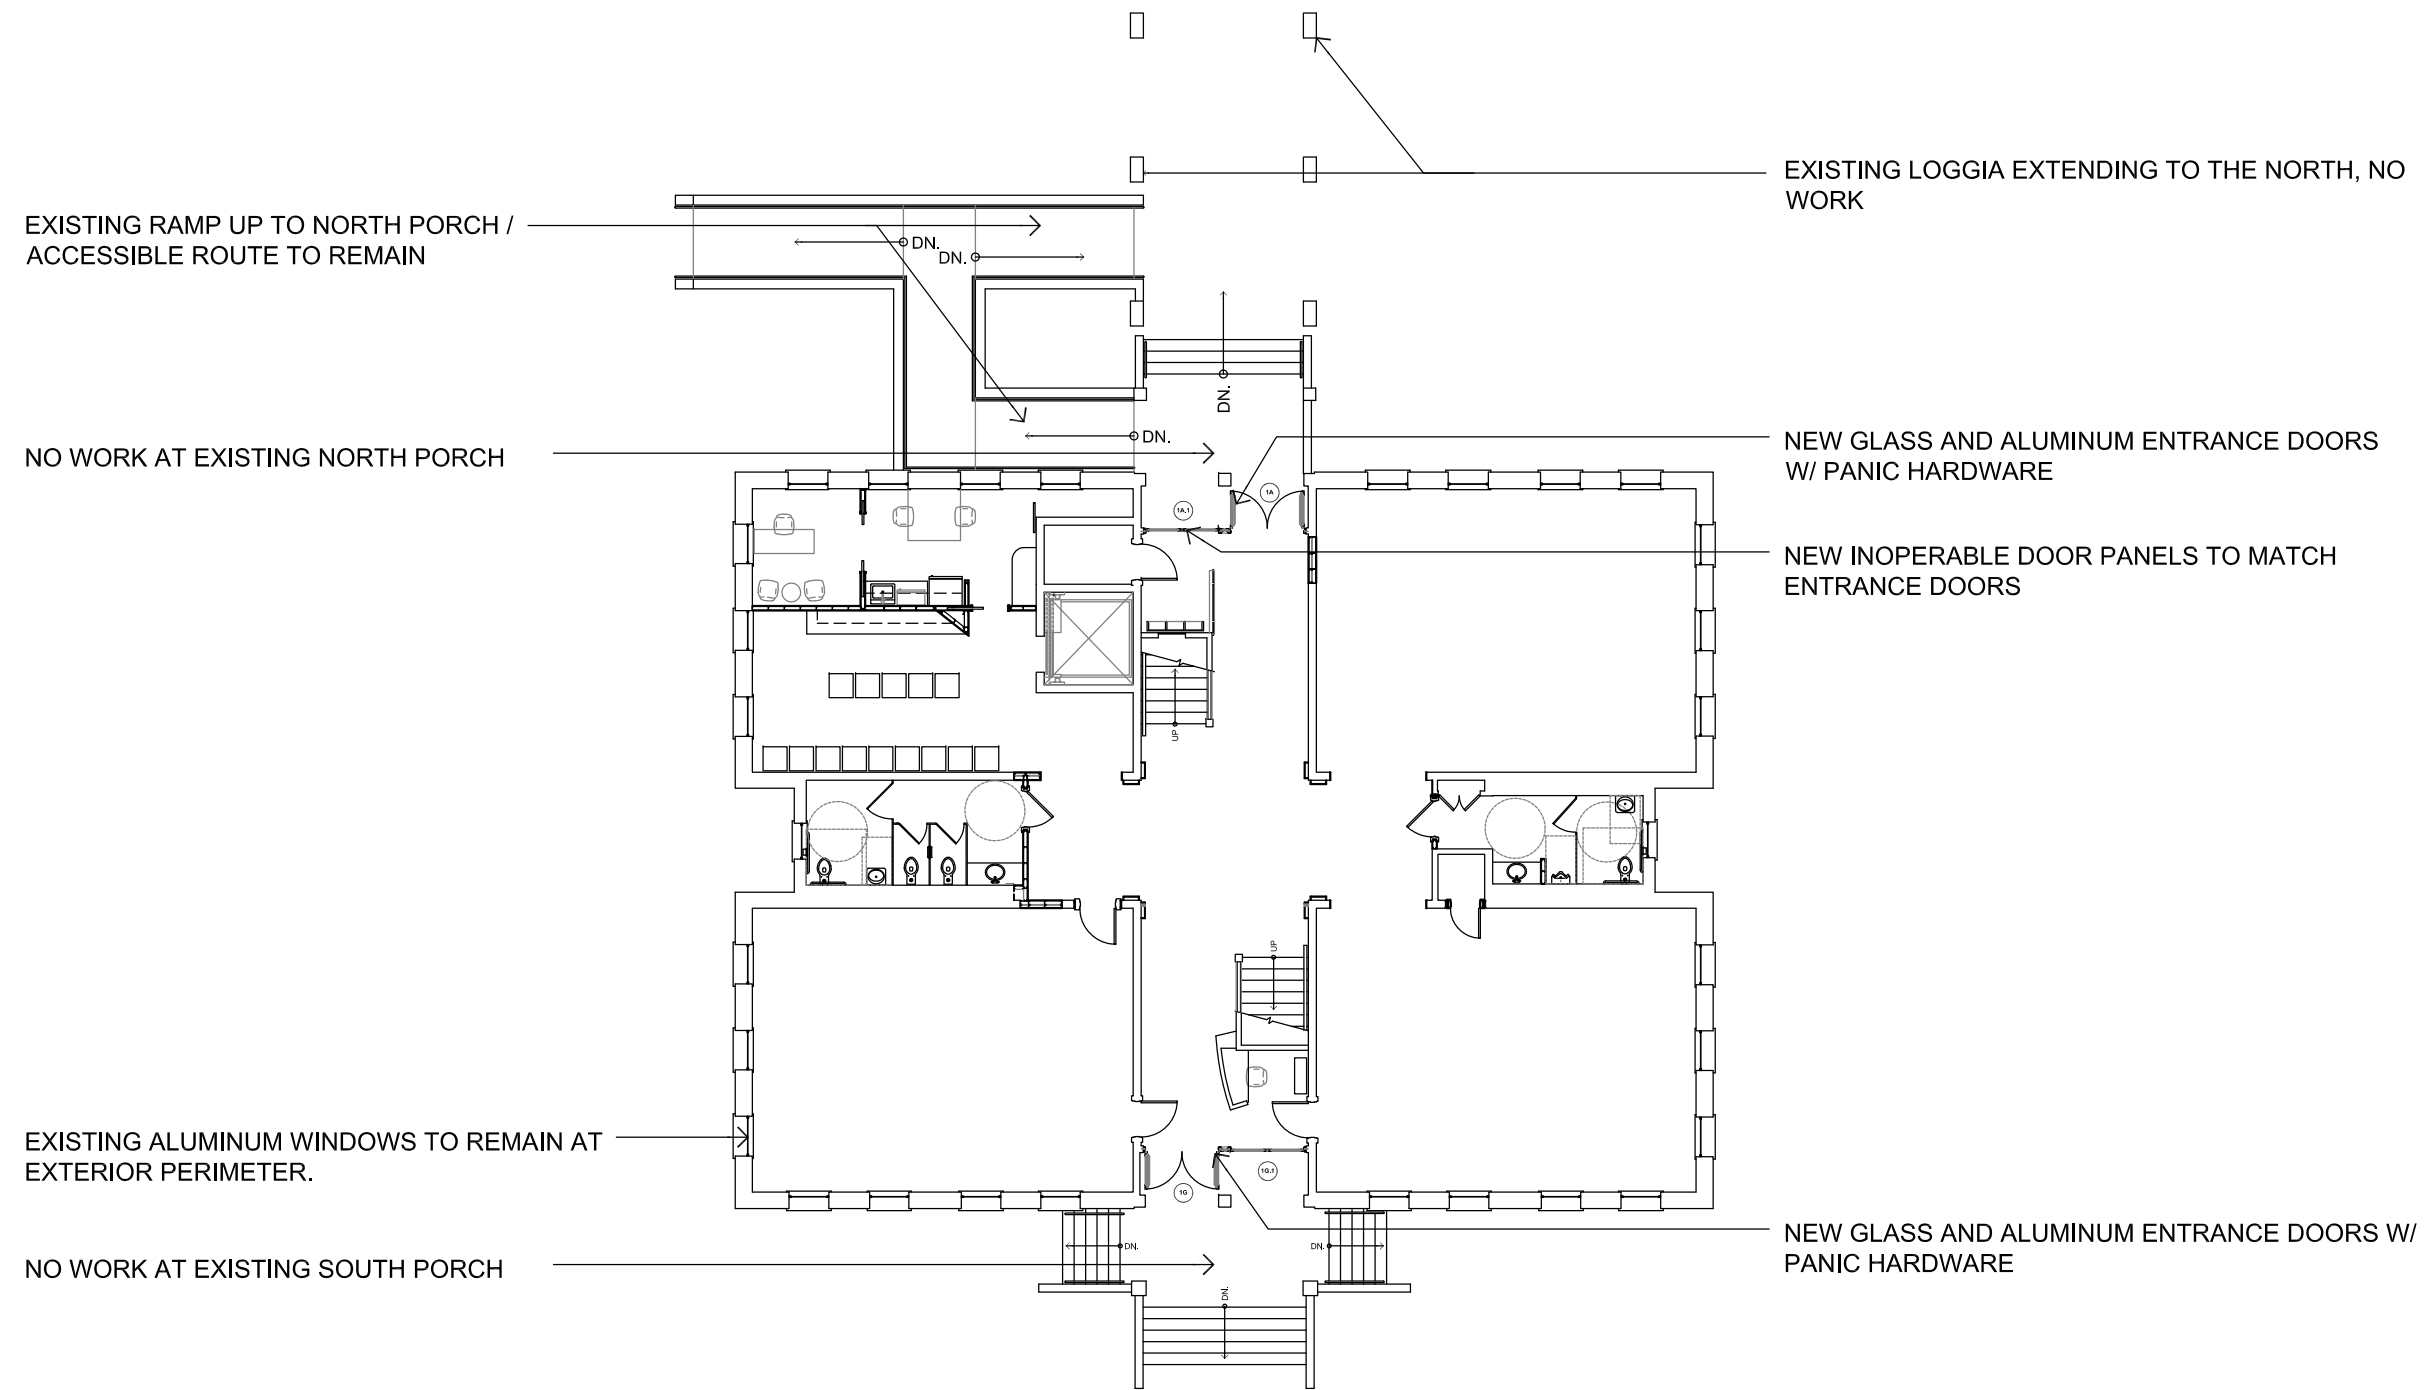 EXISTING LOGGIA EXTENDING TO THE NORTH, NO
WORK
EXISTING RAMP UP TO NORTH PORCH /
ACCESSIBLE ROUTE TO REMAIN
DN.
DN.
DN.
DN.
NO WORK AT EXISTING NORTH PORCH
NEW GLASS AND ALUMINUM ENTRANCE DOORS
W/ PANIC HARDWARE
1A
1A.1
NEW INOPERABLE DOOR PANELS TO MATCH
ENTRANCE DOORS
UP
UP
EXISTING ALUMINUM WINDOWS TO REMAIN AT
EXTERIOR PERIMETER.
1G.1
1G
NEW GLASS AND ALUMINUM ENTRANCE DOORS W/
PANIC HARDWARE
DN.
DN.
NO WORK AT EXISTING SOUTH PORCH
DN.